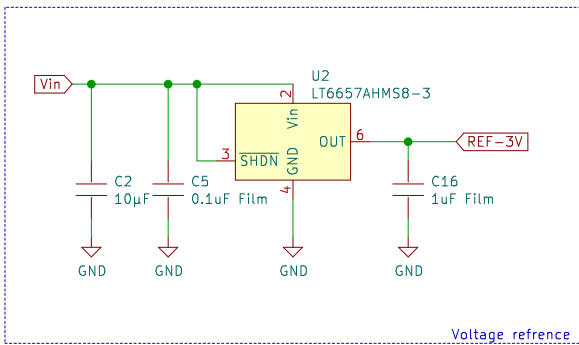 U2
LT6657AHMS8-3
Vin
2
Vin
OUT
6
REF-3V
3
SHDN
GND
4
C2
10µF
C5
0.1uF Film
C16
1uF Film
GND
GND
GND
GND
Voltage refrence